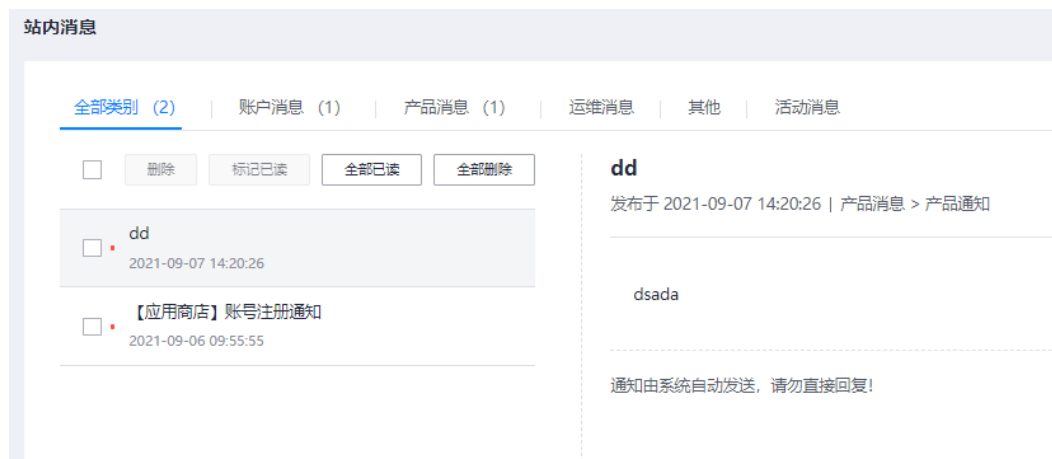 站内消息
全部类别 (2) 账户消息 (1) 产品消息 (1) 运维消息 其他 活动消息
删除 标记已读 全部已读 全部删除
dd
2021-09-07 14:20:26
【应用商店】账号注册通知
2021-09-06 09:55:55
dd
发布于 2021-09-07 14:20:26 | 产品消息 > 产品通知
dsada
通知由系统自动发送，请勿直接回复!